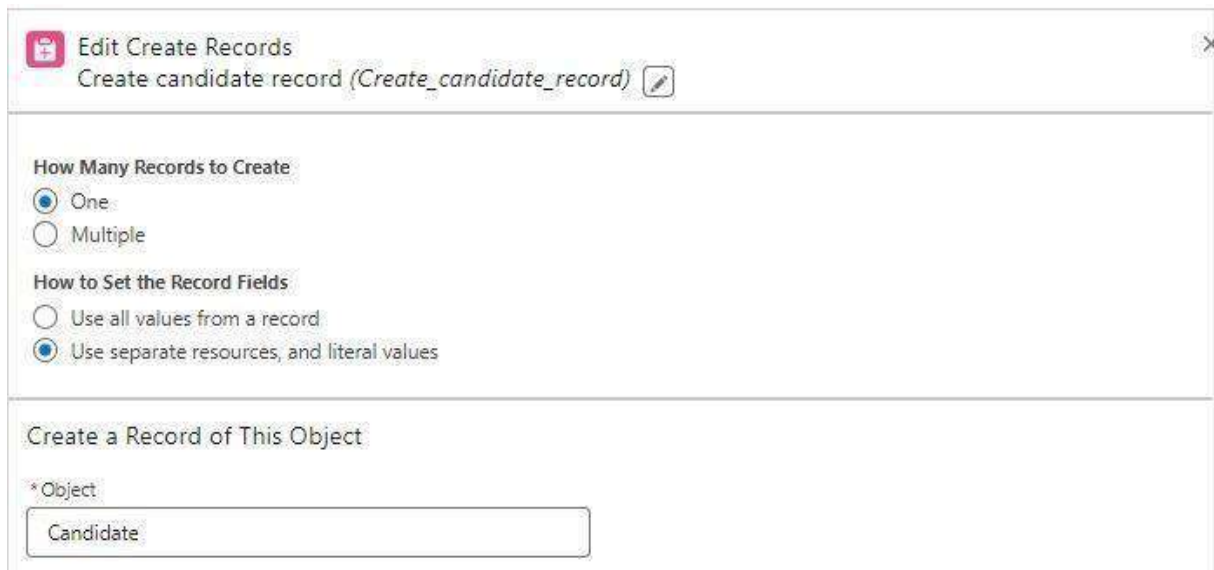 Edit Create Records
Create candidate record (Create_candidate_record)
How Many Records to Create
One
Multiple
How to Set the Record Fields
Use all values from a record
Use separate resources, and literal values
Create a Record of This Object
* Object
Candidate